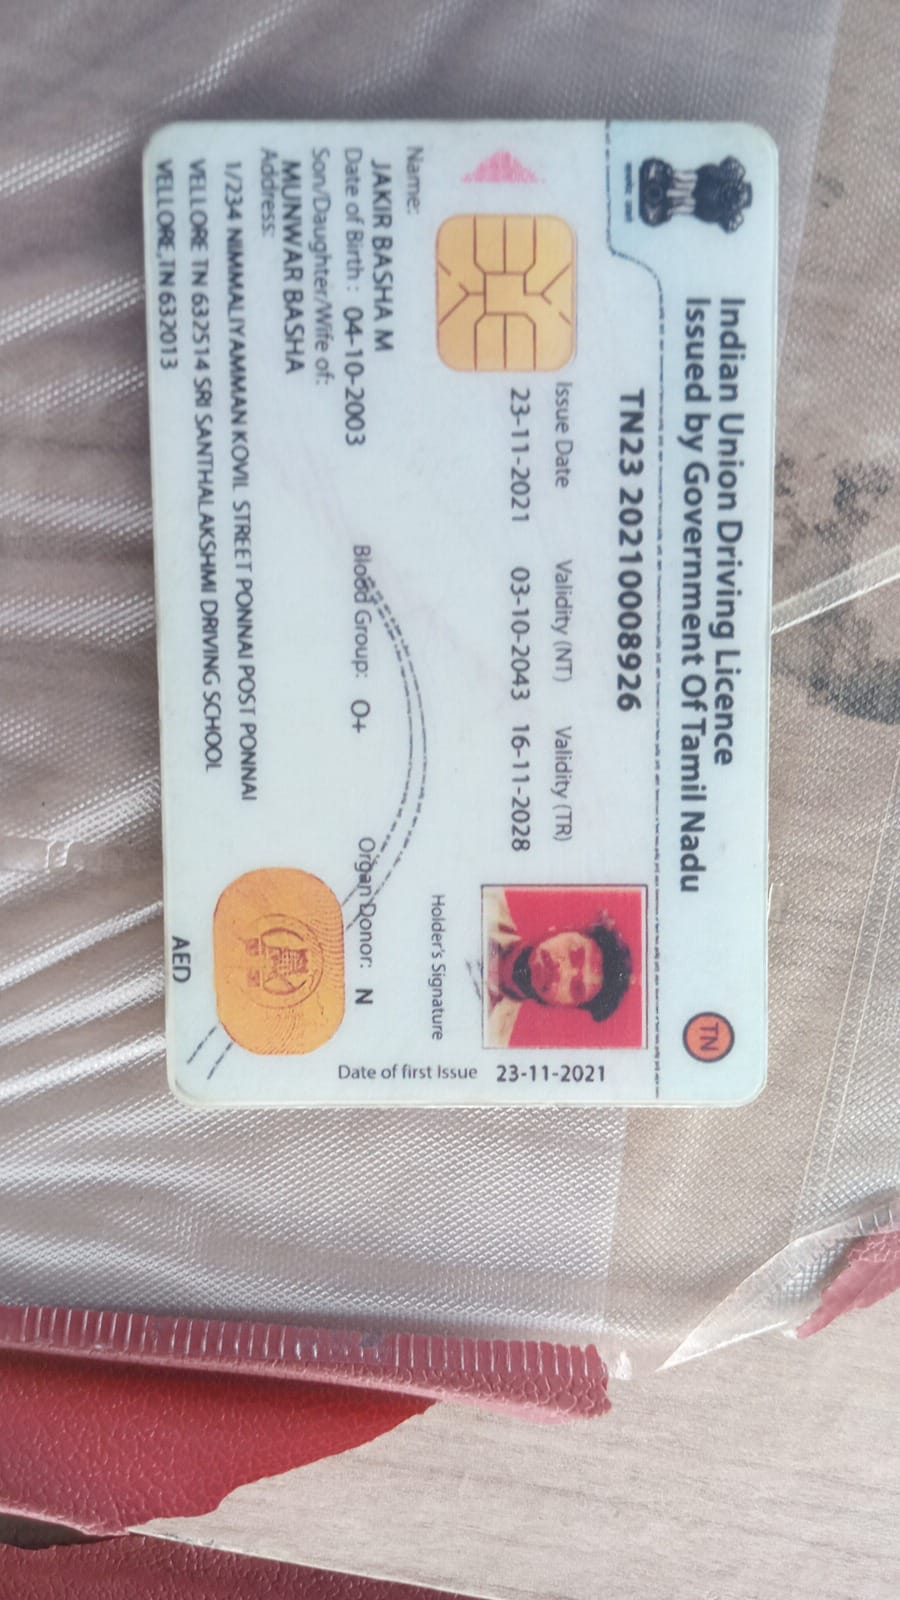 Indian Union Driving Licence
Issued by Government Of Tamil Nadu
TN
TN23 20210008926
Issue Date Validity (NT) Validity (TR)
23-11-2021 03-10-2043 16-11-2028
Date of first Issue 23-11-2021
Holder's Signature
Name:
JAKIR BASHA M
Date of Birth : 04-10-2003 Blood Group: O+ Organ Donor: N
Son/Daughter/Wife of:
MUNWAR BASHA
Address:
1/234 NIMMALIYAMMAN KOVIL STREET PONNAI POST PONNAI
VELLORE TN 632514 SRI SANTHALAKSHMI DRIVING SCHOOL
VELLORE,TN 632013
AED